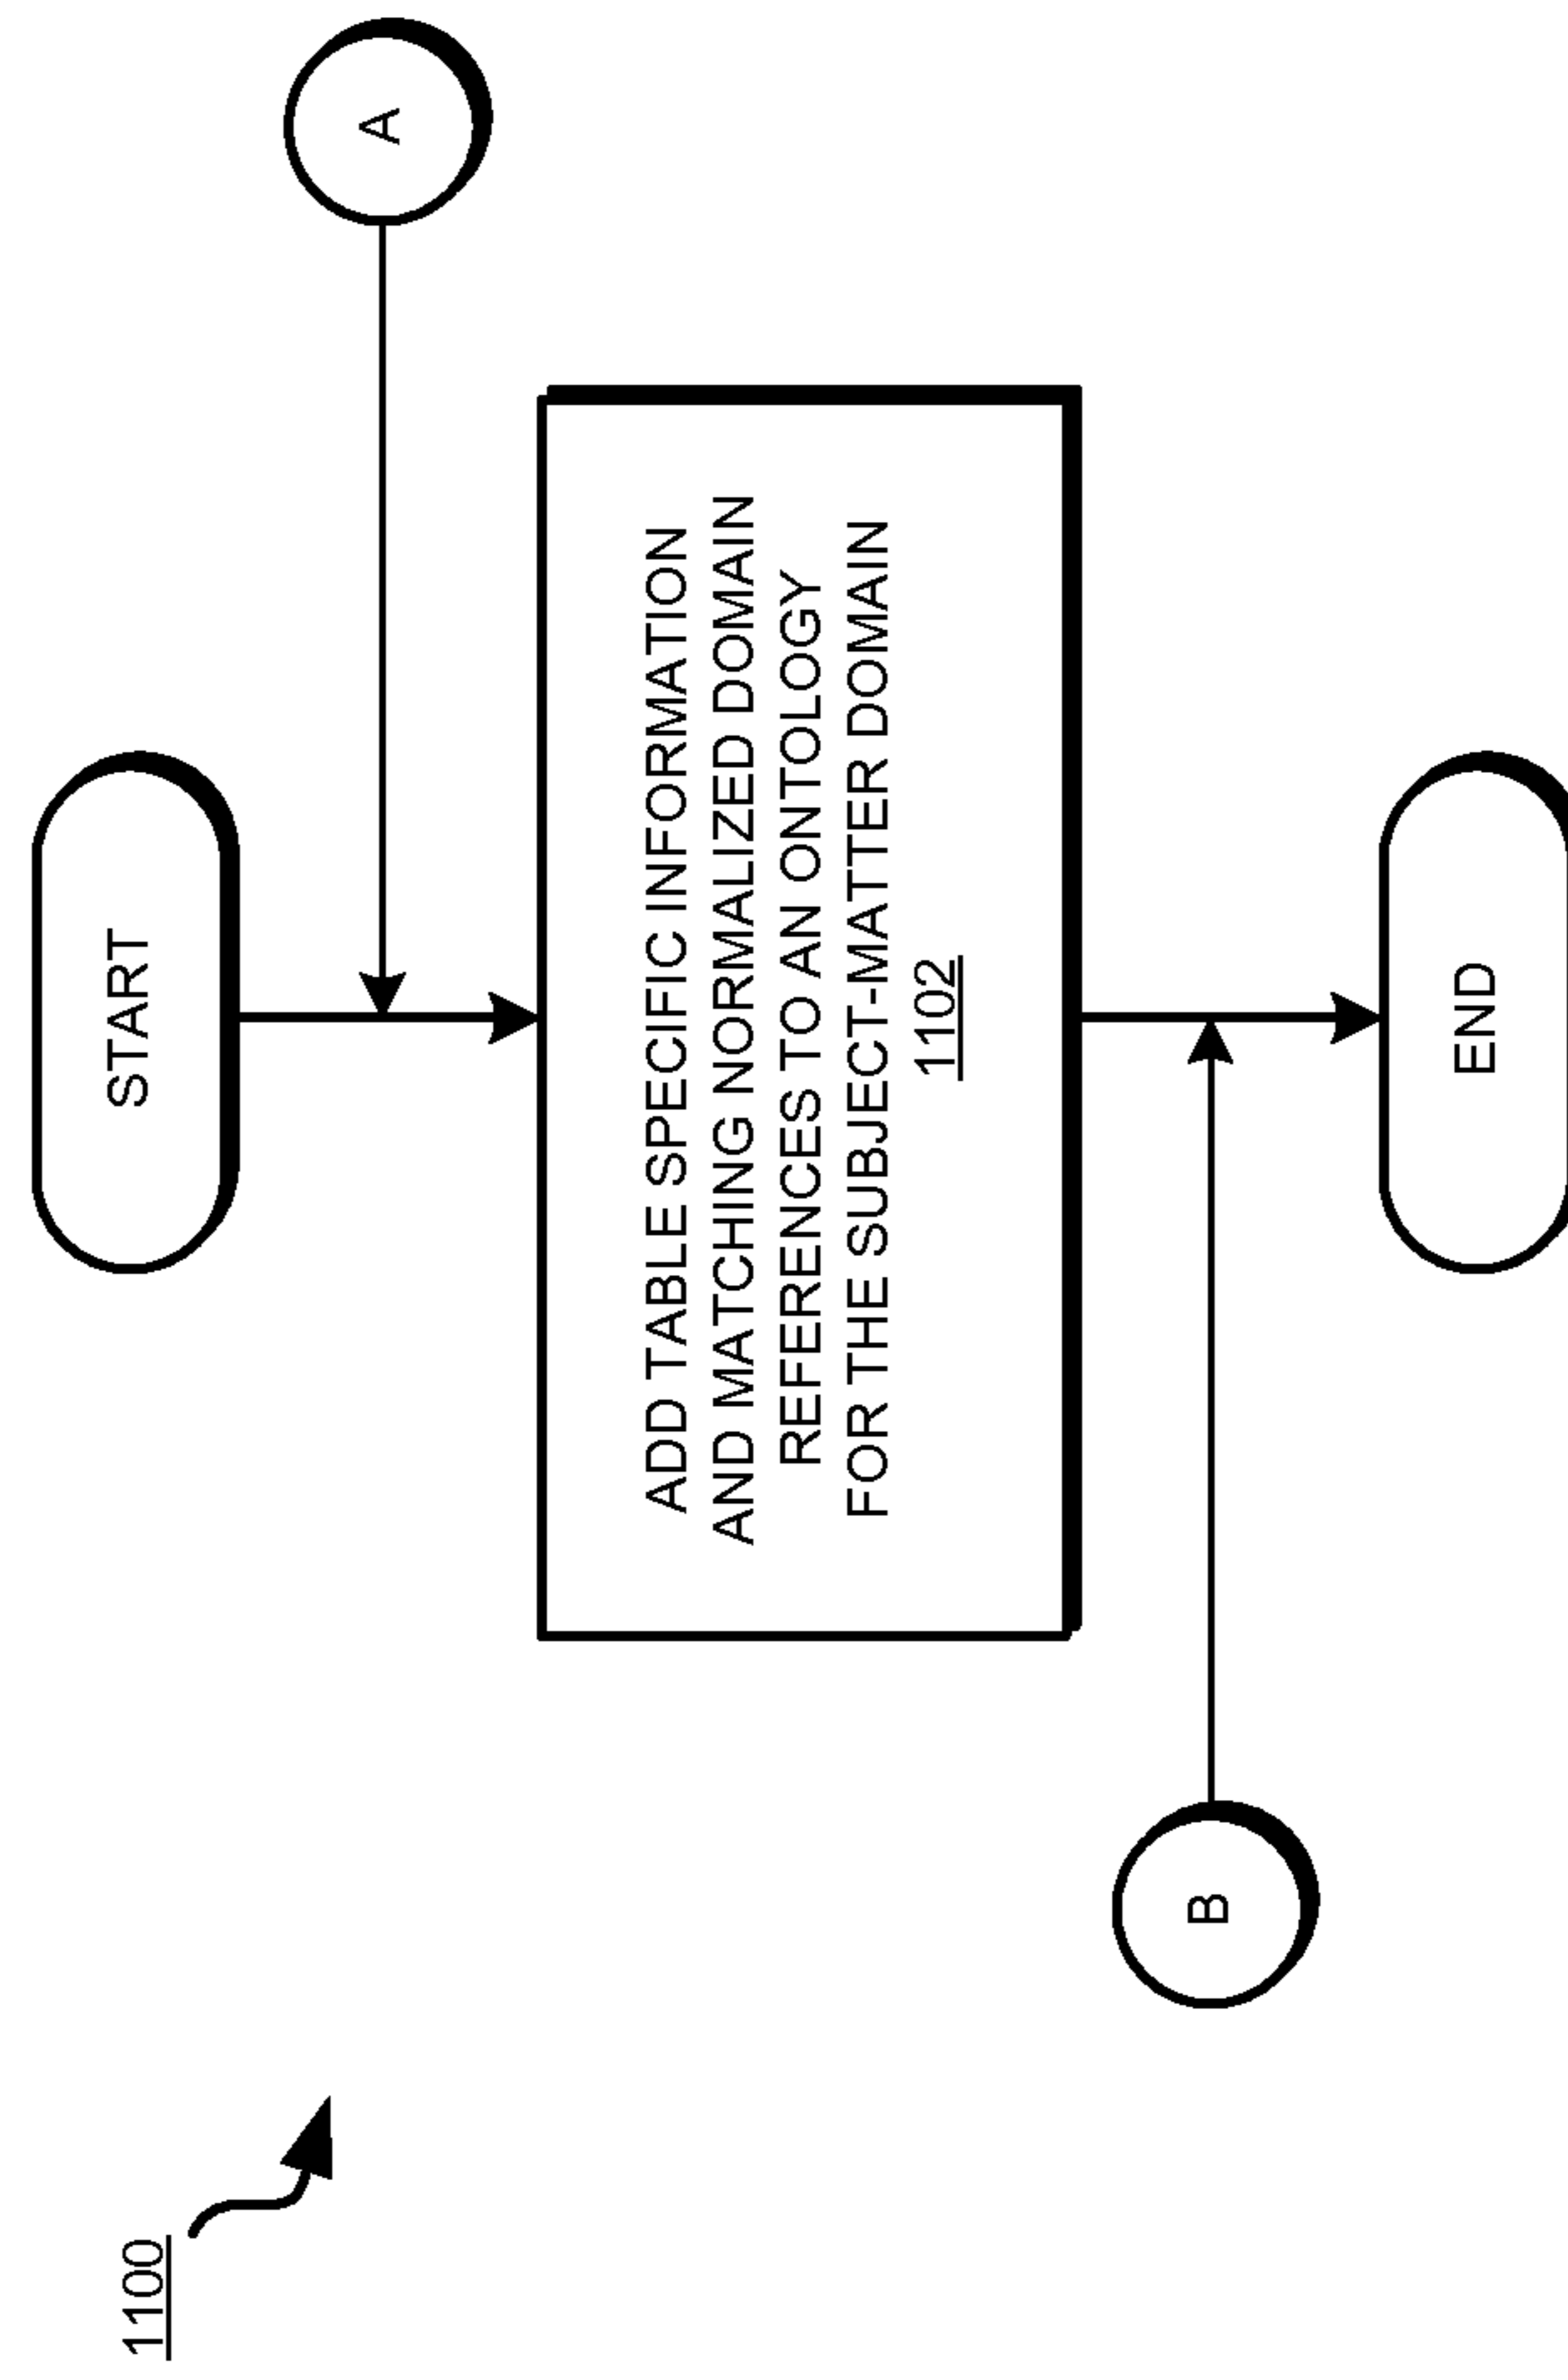 1100
START
A
ADD TABLE SPECIFIC INFORMATION
AND MATCHING NORMALIZED DOMAIN
REFERENCES TO AN ONTOLOGY
FOR THE SUBJECT-MATTER DOMAIN
1102
B
END